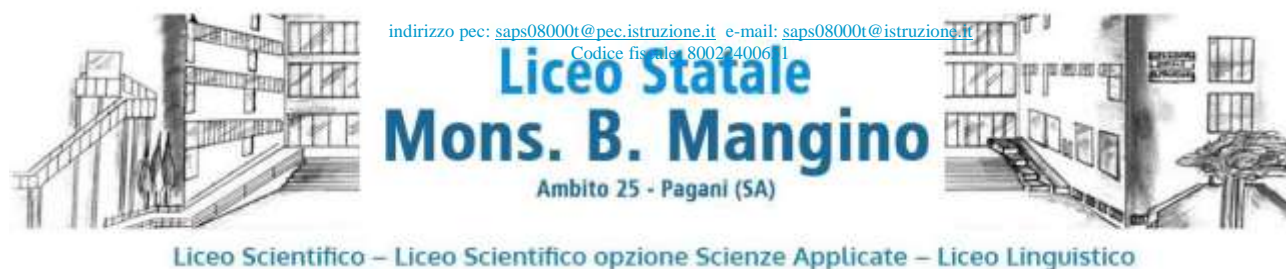 indirizzo pec: saps08000t@pec.istruzione.it e-mail: saps08000t@istruzione.it
Codice fiscale:
Liceo Statale
Mons. B. Mangino
Ambito 25 - Pagani (SA)
Liceo Scientifico – Liceo Scientifico opzione Scienze Applicate – Liceo Linguistico